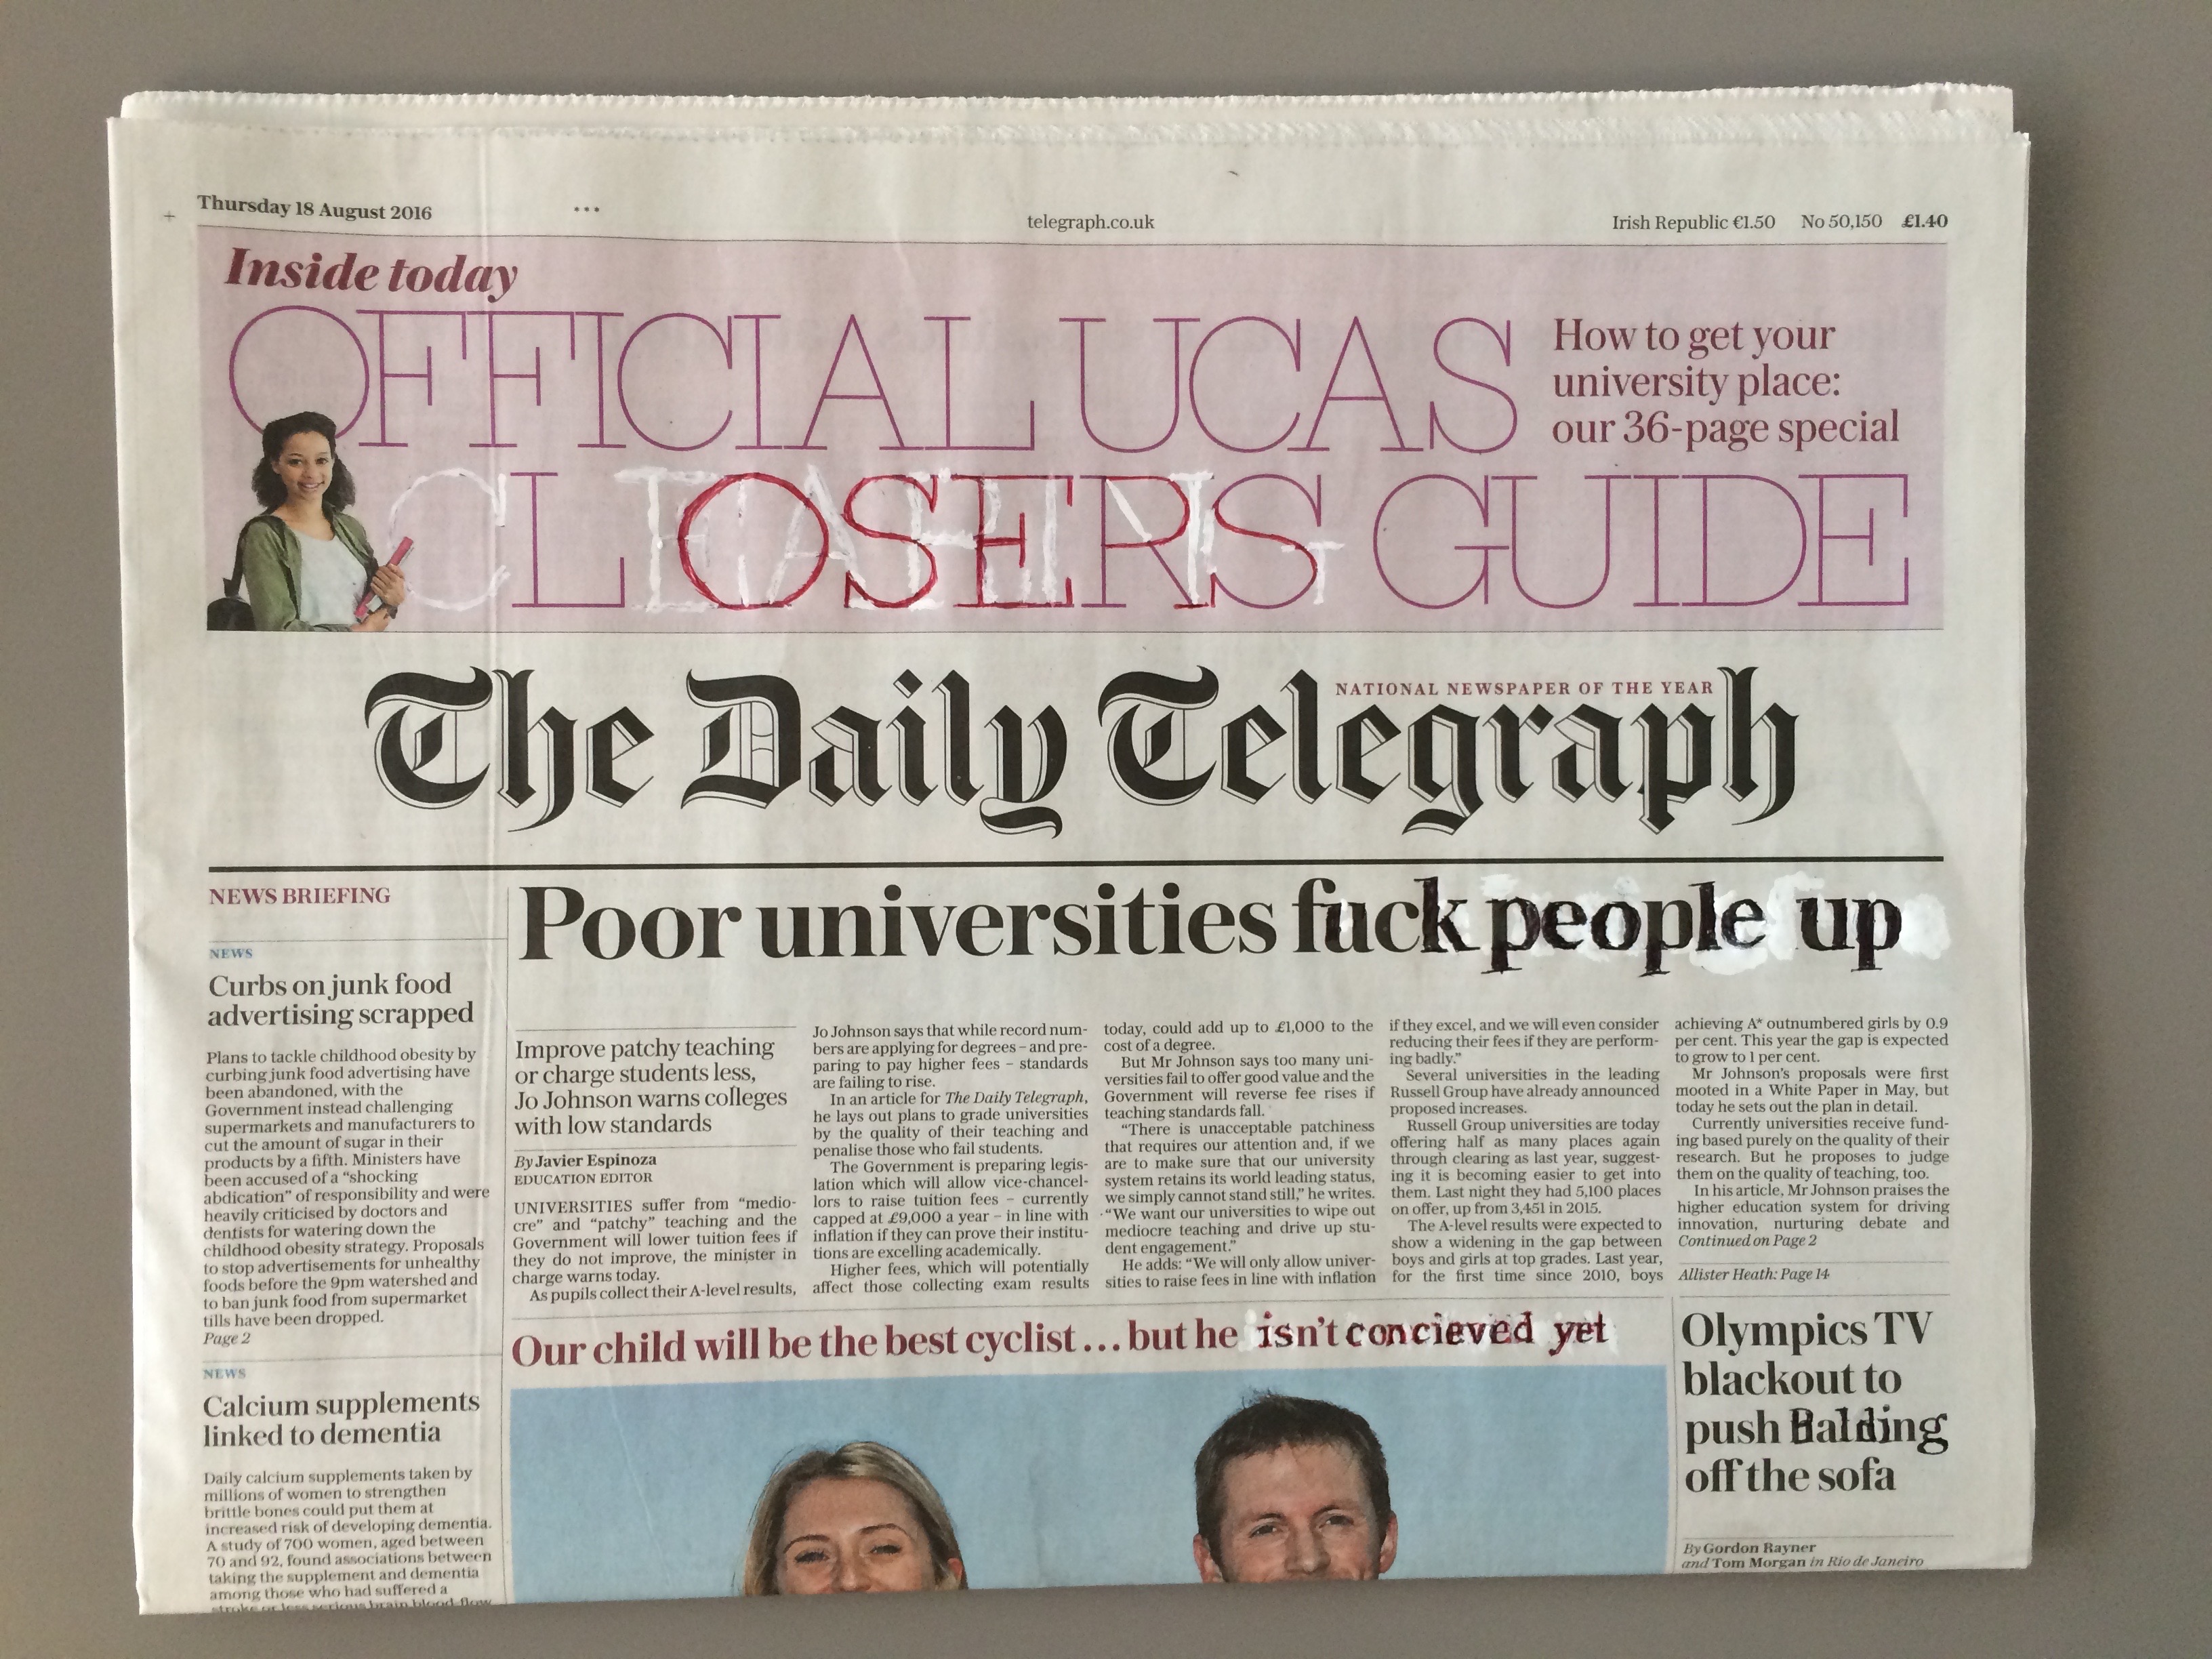 Thursday 18 August 2016
telegraph.co.uk
Irish Republic €1.50 No 50,150 £1.40
Inside today
OFFICIAL UCAS
LOSERS GUIDE
How to get your
university place:
our 36-page special
The Daily Telegraph
NATIONAL NEWSPAPER OF THE YEAR
NEWS BRIEFING
NEWS
Curbs on junk food
advertising scrapped
Plans to tackle childhood obesity by
curbing junk food advertising have
been abandoned, with the
Government instead challenging
supermarkets and manufacturers to
cut the amount of sugar in their
products by a fifth. Ministers have
been accused of a “shocking
abdication” of responsibility and were
heavily criticised by doctors and
dentists for watering down the
childhood obesity strategy. Proposals
to stop advertisements for unhealthy
foods before the 9pm watershed and
to ban junk food from supermarket
tills have been dropped.
Page 2
NEWS
Calcium supplements
linked to dementia
Daily calcium supplements taken by
millions of women to strengthen
brittle bones could put them at
increased risk of developing dementia.
A study of 700 women, aged between
70 and 92, found associations between
taking the supplement and dementia
among those who had suffered a
stroke or less serious brain blood-flow
Poor universities fuck people up
Improve patchy teaching
or charge students less,
Jo Johnson warns colleges
with low standards
By Javier Espinoza
EDUCATION EDITOR
UNIVERSITIES suffer from “medio-
cre” and “patchy” teaching and the
Government will lower tuition fees if
they do not improve, the minister in
charge warns today.
As pupils collect their A-level results,
Jo Johnson says that while record num-
bers are applying for degrees – and pre-
paring to pay higher fees – standards
are failing to rise.
In an article for The Daily Telegraph,
he lays out plans to grade universities
by the quality of their teaching and
penalise those who fail students.
The Government is preparing legis-
lation which will allow vice-chancel-
lors to raise tuition fees – currently
capped at £9,000 a year – in line with
inflation if they can prove their institu-
tions are excelling academically.
Higher fees, which will potentially
affect those collecting exam results
today, could add up to £1,000 to the
cost of a degree.
But Mr Johnson says too many uni-
versities fail to offer good value and the
Government will reverse fee rises if
teaching standards fall.
“There is unacceptable patchiness
that requires our attention and, if we
are to make sure that our university
system retains its world leading status,
we simply cannot stand still,” he writes.
“We want our universities to wipe out
mediocre teaching and drive up stu-
dent engagement.”
He adds: “We will only allow univer-
sities to raise fees in line with inflation
if they excel, and we will even consider
reducing their fees if they are perform-
ing badly.”
Several universities in the leading
Russell Group have already announced
proposed increases.
Russell Group universities are today
offering half as many places again
through clearing as last year, suggest-
ing it is becoming easier to get into
them. Last night they had 5,100 places
on offer, up from 3,451 in 2015.
The A-level results were expected to
show a widening in the gap between
boys and girls at top grades. Last year,
for the first time since 2010, boys
achieving A* outnumbered girls by 0.9
per cent. This year the gap is expected
to grow to 1 per cent.
Mr Johnson’s proposals were first
mooted in a White Paper in May, but
today he sets out the plan in detail.
Currently universities receive fund-
ing based purely on the quality of their
research. But he proposes to judge
them on the quality of teaching, too.
In his article, Mr Johnson praises the
higher education system for driving
innovation, nurturing debate and
Continued on Page 2
Allister Heath: Page 14
Our child will be the best cyclist... but he isn't concieved yet
Olympics TV
blackout to
push Balding
off the sofa
By Gordon Rayner
and Tom Morgan in Rio de Janeiro